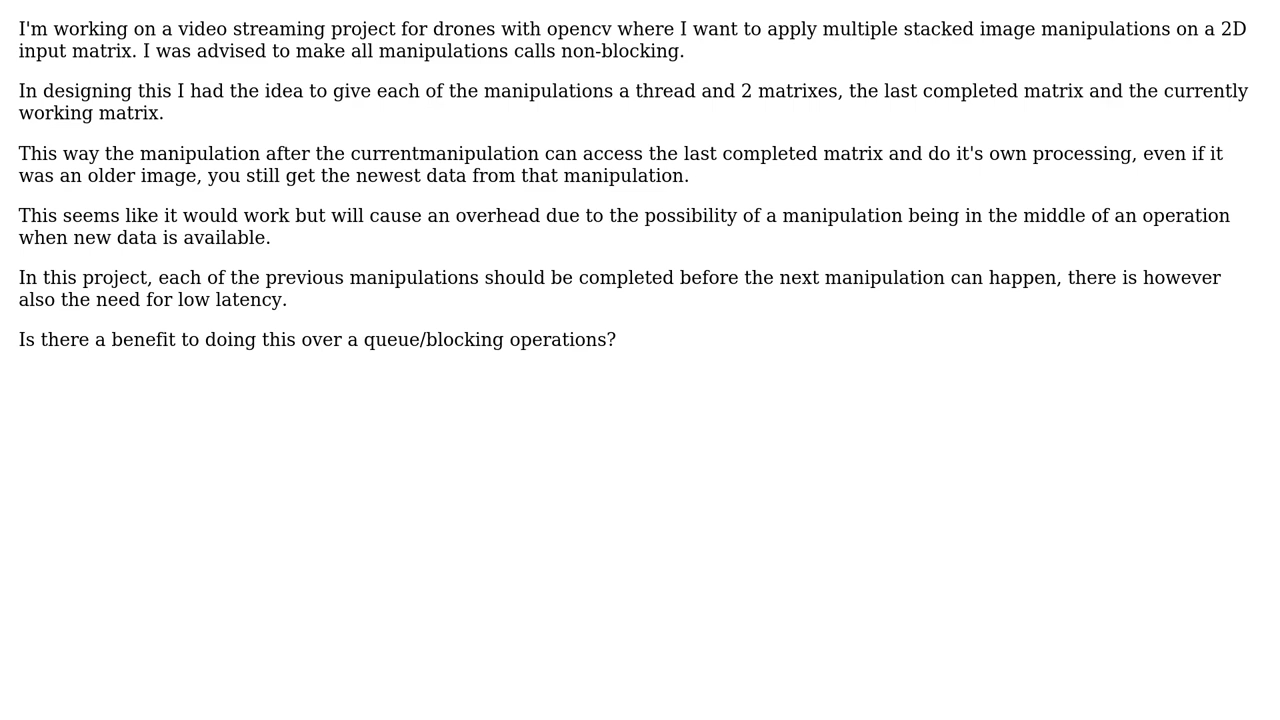 I'm working on a video streaming project for drones with opencv where I want to apply multiple stacked image manipulations on a 2D
input matrix. I was advised to make all manipulations calls non-blocking.
In designing this I had the idea to give each of the manipulations a thread and 2 matrixes, the last completed matrix and the currently
working matrix.
This way the manipulation after the currentmanipulation can access the last completed matrix and do it's own processing, even if it
was an older image, you still get the newest data from that manipulation.
This seems like it would work but will cause an overhead due to the possibility of a manipulation being in the middle of an operation
when new data is available.
In this project, each of the previous manipulations should be completed before the next manipulation can happen, there is however
also the need for low latency.
Is there a benefit to doing this over a queue/blocking operations?